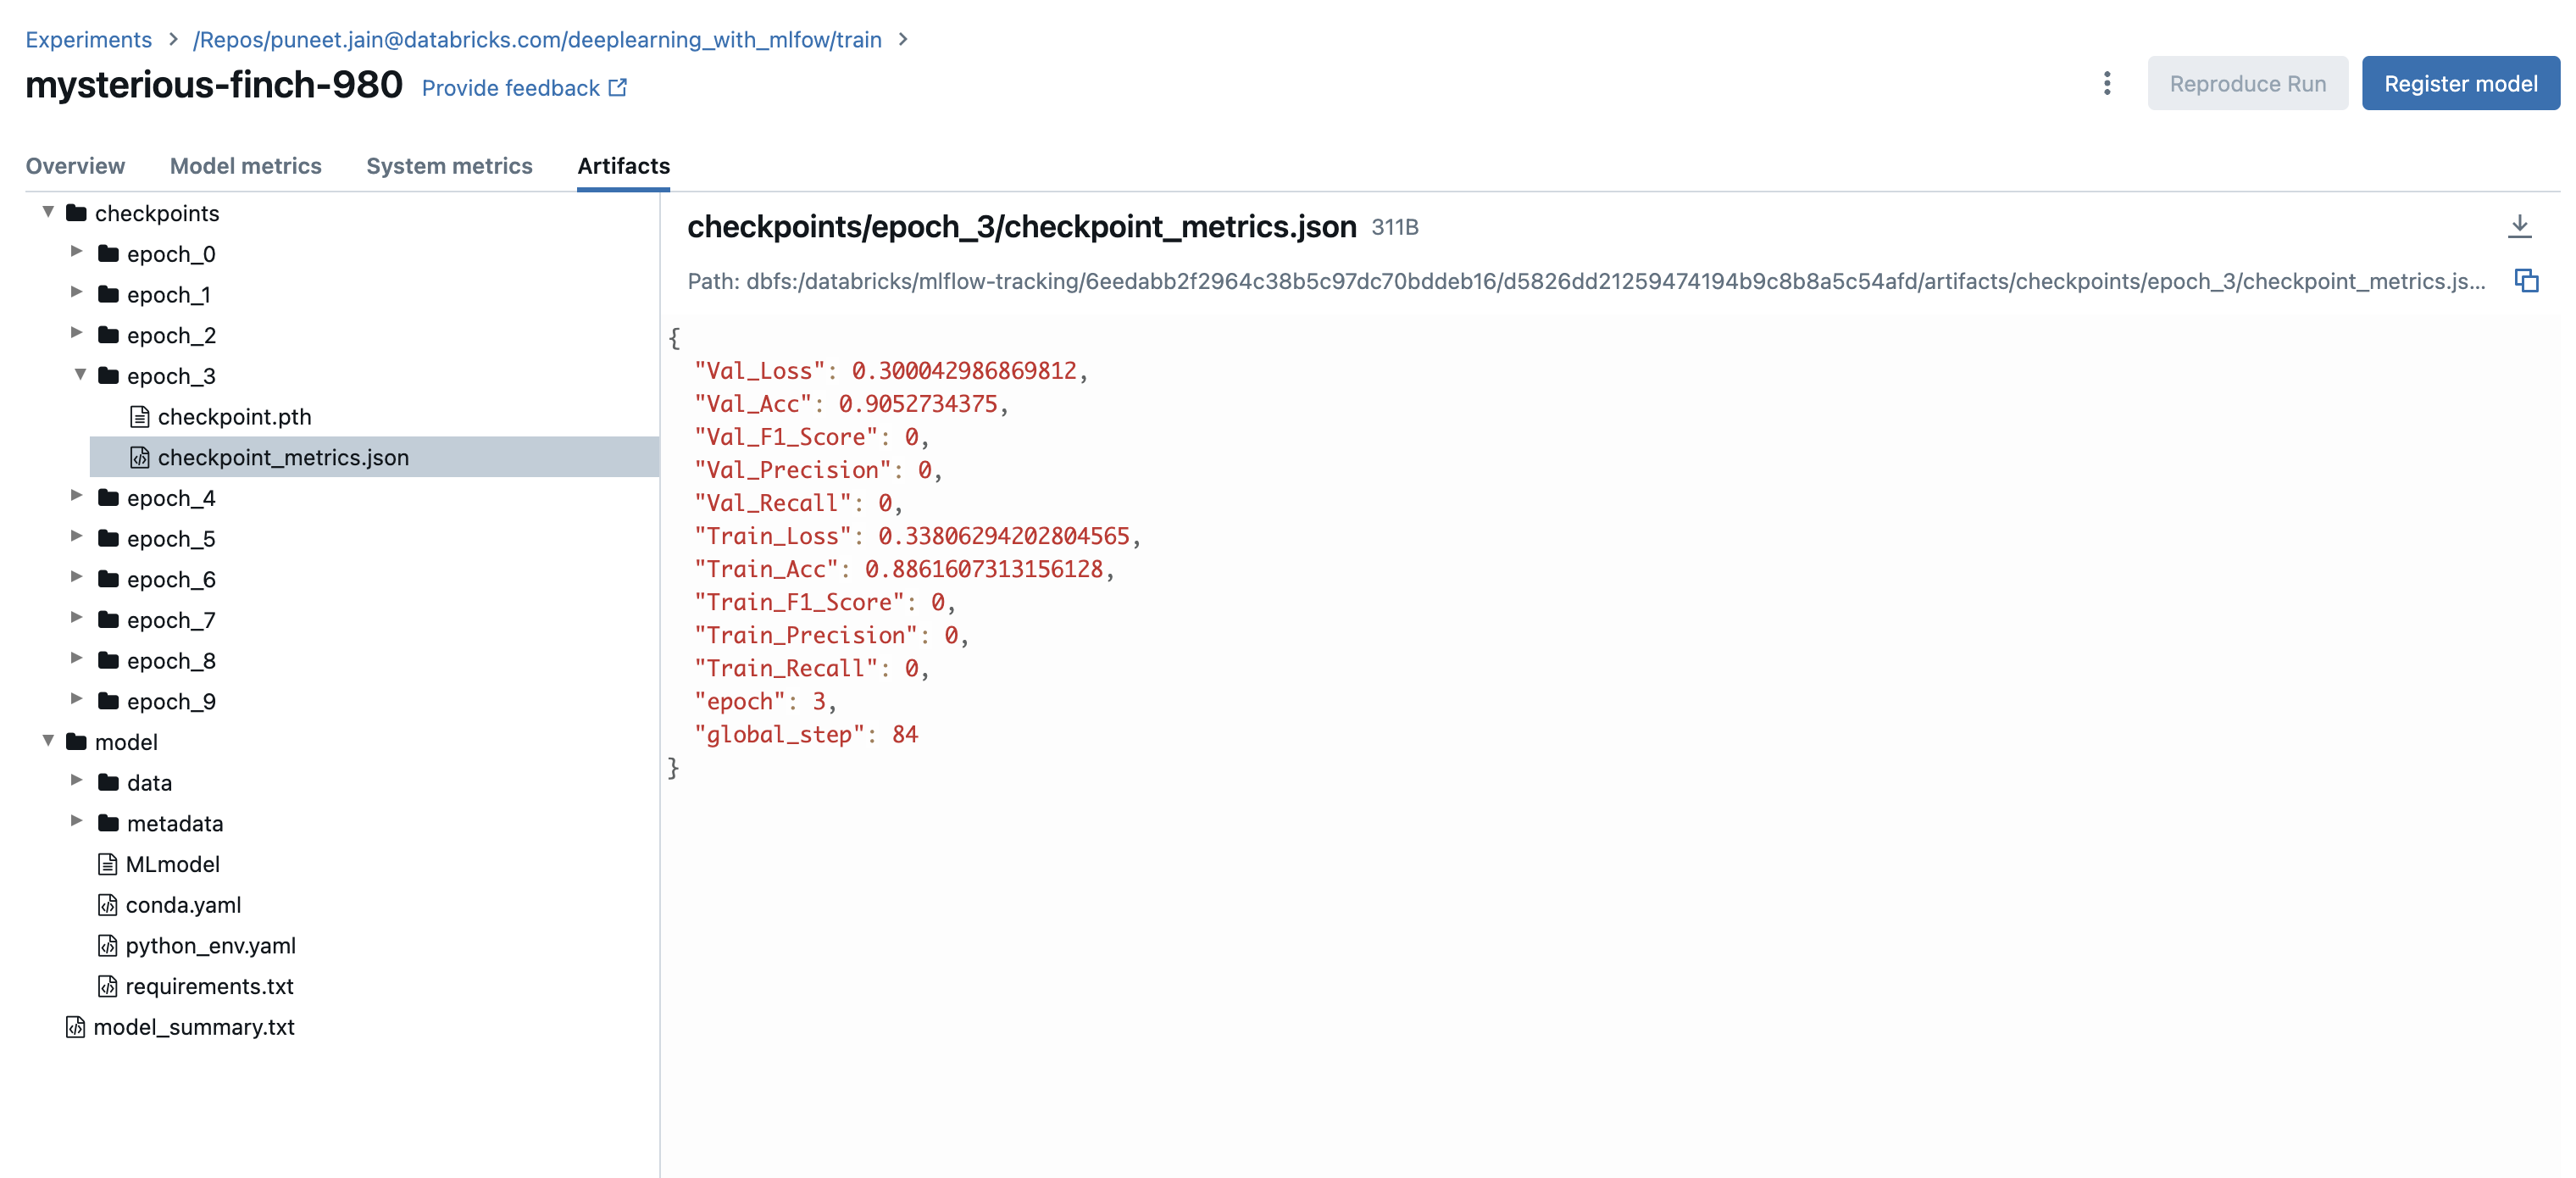 Experiments > /Repos/puneet.jain@databricks.com/deeplearning_with_mlfow/train >
mysterious-finch-980 Provide feedback
Reproduce Run
Register model
Overview Model metrics System metrics Artifacts
checkpoints
epoch_0
epoch_1
epoch_2
epoch_3
checkpoint.pth
checkpoint_metrics.json
epoch_4
epoch_5
epoch_6
epoch_7
epoch_8
epoch_9
model
data
metadata
MLmodel
conda.yaml
python_env.yaml
requirements.txt
model_summary.txt
checkpoints/epoch_3/checkpoint_metrics.json 311B
Path: dbfs:/databricks/mlflow-tracking/6eedabb2f2964c38b5c97dc70bddeb16/d5826dd21259474194b9c8b8a5c54afd/artifacts/checkpoints/epoch_3/checkpoint_metrics.js...
{
"Val_Loss": 0.300042986869812,
"Val_Acc": 0.9052734375,
"Val_F1_Score": 0,
"Val_Precision": 0,
"Val_Recall": 0,
"Train_Loss": 0.33806294202804565,
"Train_Acc": 0.8861607313156128,
"Train_F1_Score": 0,
"Train_Precision": 0,
"Train_Recall": 0,
"epoch": 3,
"global_step": 84
}